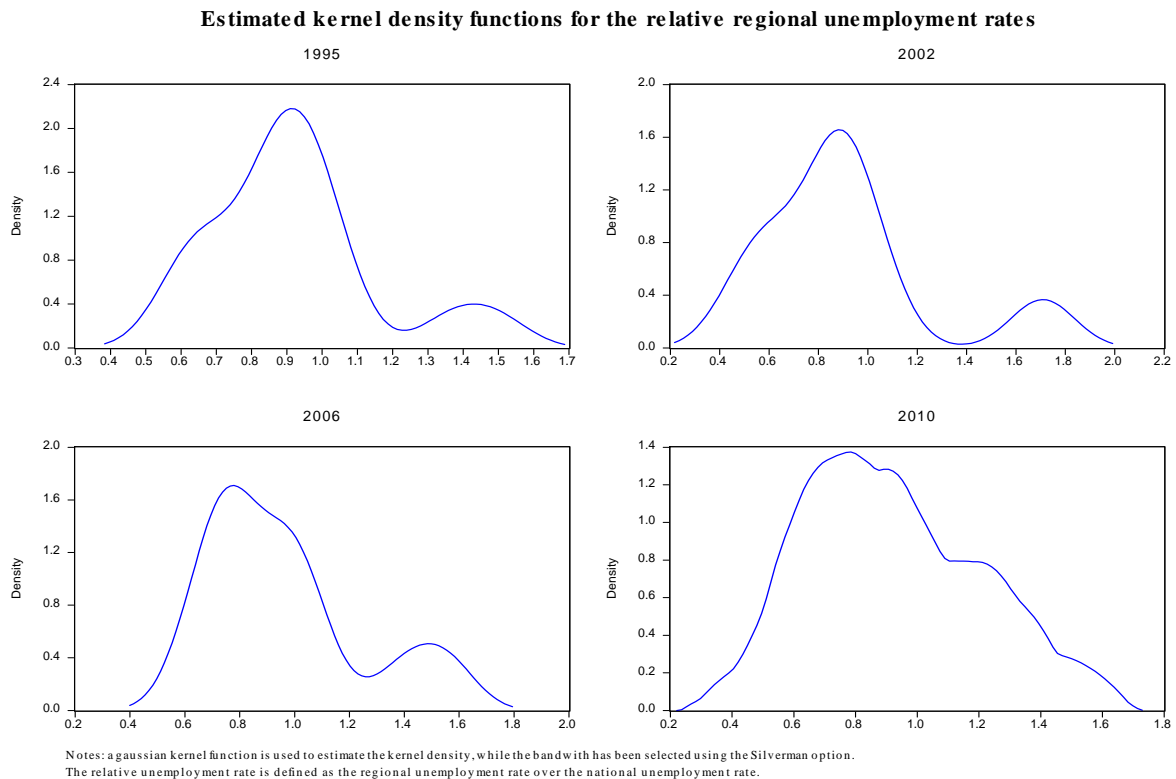 Estimated kernel density functions for the relative regional unemployment rates
1995
2.4
2.0
1.6
1.2
0.8
0.4
0.0
Density
0.3 0.4 0.5 0.6 0.7 0.8 0.9 1.0 1.1 1.2 1.3 1.4 1.5 1.6 1.7
2002
2.0
1.6
1.2
0.8
0.4
0.0
Density
0.2 0.4 0.6 0.8 1.0 1.2 1.4 1.6 1.8 2.0 2.2
2006
2.0
1.6
1.2
0.8
0.4
0.0
Density
0.2 0.4 0.6 0.8 1.0 1.2 1.4 1.6 1.8 2.0
2010
1.4
1.2
1.0
0.8
0.6
0.4
0.2
0.0
Density
0.2 0.4 0.6 0.8 1.0 1.2 1.4 1.6 1.8
Notes: a gaussian kernel function is used to estimate the kernel density, while the bandwith has been selected using the Silverman option.
The relative unemployment rate is defined as the regional unemployment rate over the national unemployment rate.